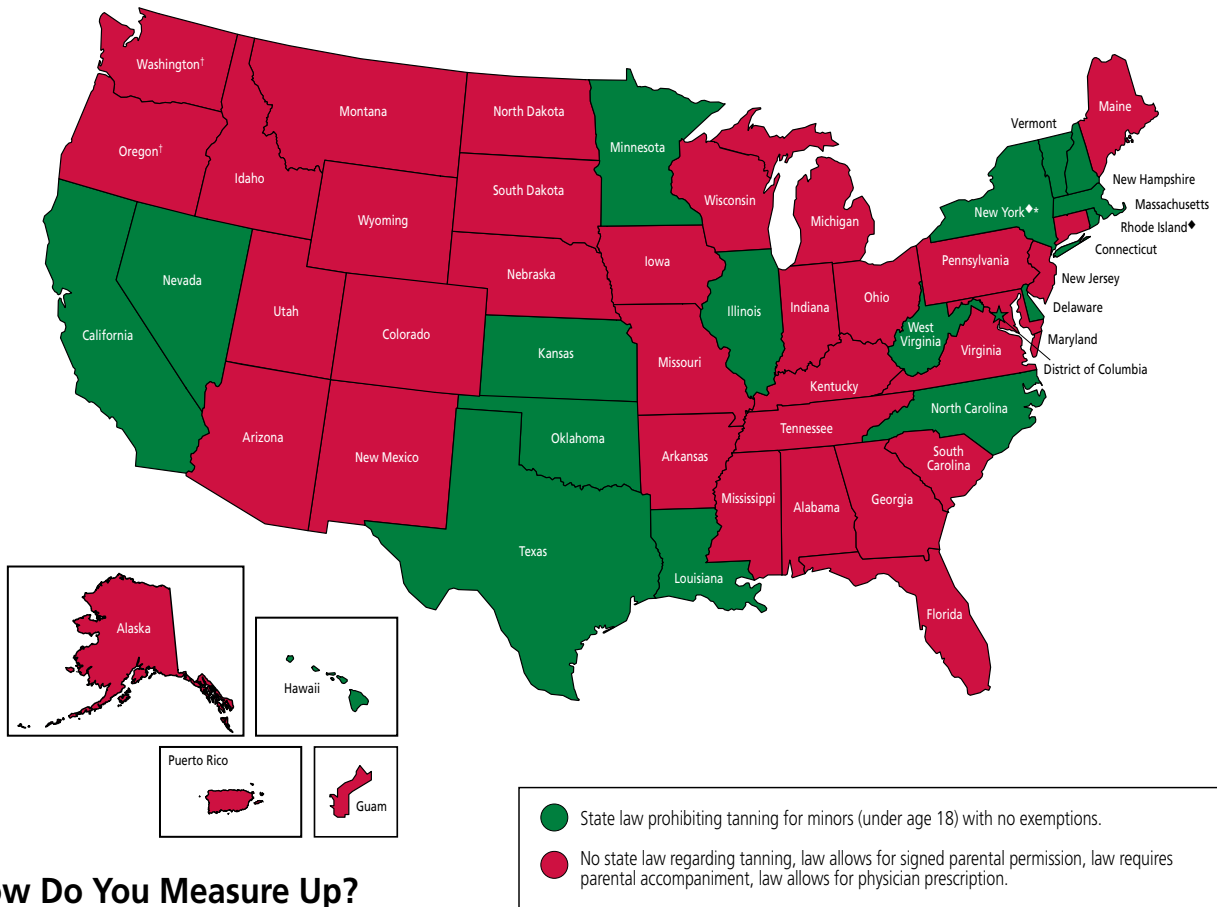 Washington†
Montana
North Dakota
Minnesota
Maine
Vermont
Oregon†
Idaho
South Dakota
Wisconsin
Michigan
New Hampshire
Massachusetts
New York♦*
Rhode Island♦
Connecticut
Wyoming
Iowa
Pennsylvania
Nebraska
New Jersey
Nevada
Utah
Illinois
Indiana
Ohio
Delaware
California
Colorado
Kansas
Missouri
West
Virginia
Virginia
Maryland
District of Columbia
Kentucky
North Carolina
Arizona
New Mexico
Oklahoma
Arkansas
Tennessee
South
Carolina
Mississippi
Alabama
Georgia
Texas
Louisiana
Florida
Alaska
Hawaii
Puerto Rico
Guam
State law prohibiting tanning for minors (under age 18) with no exemptions.
No state law regarding tanning, law allows for signed parental permission, law requires
parental accompaniment, law allows for physician prescription.
ow Do You Measure Up?